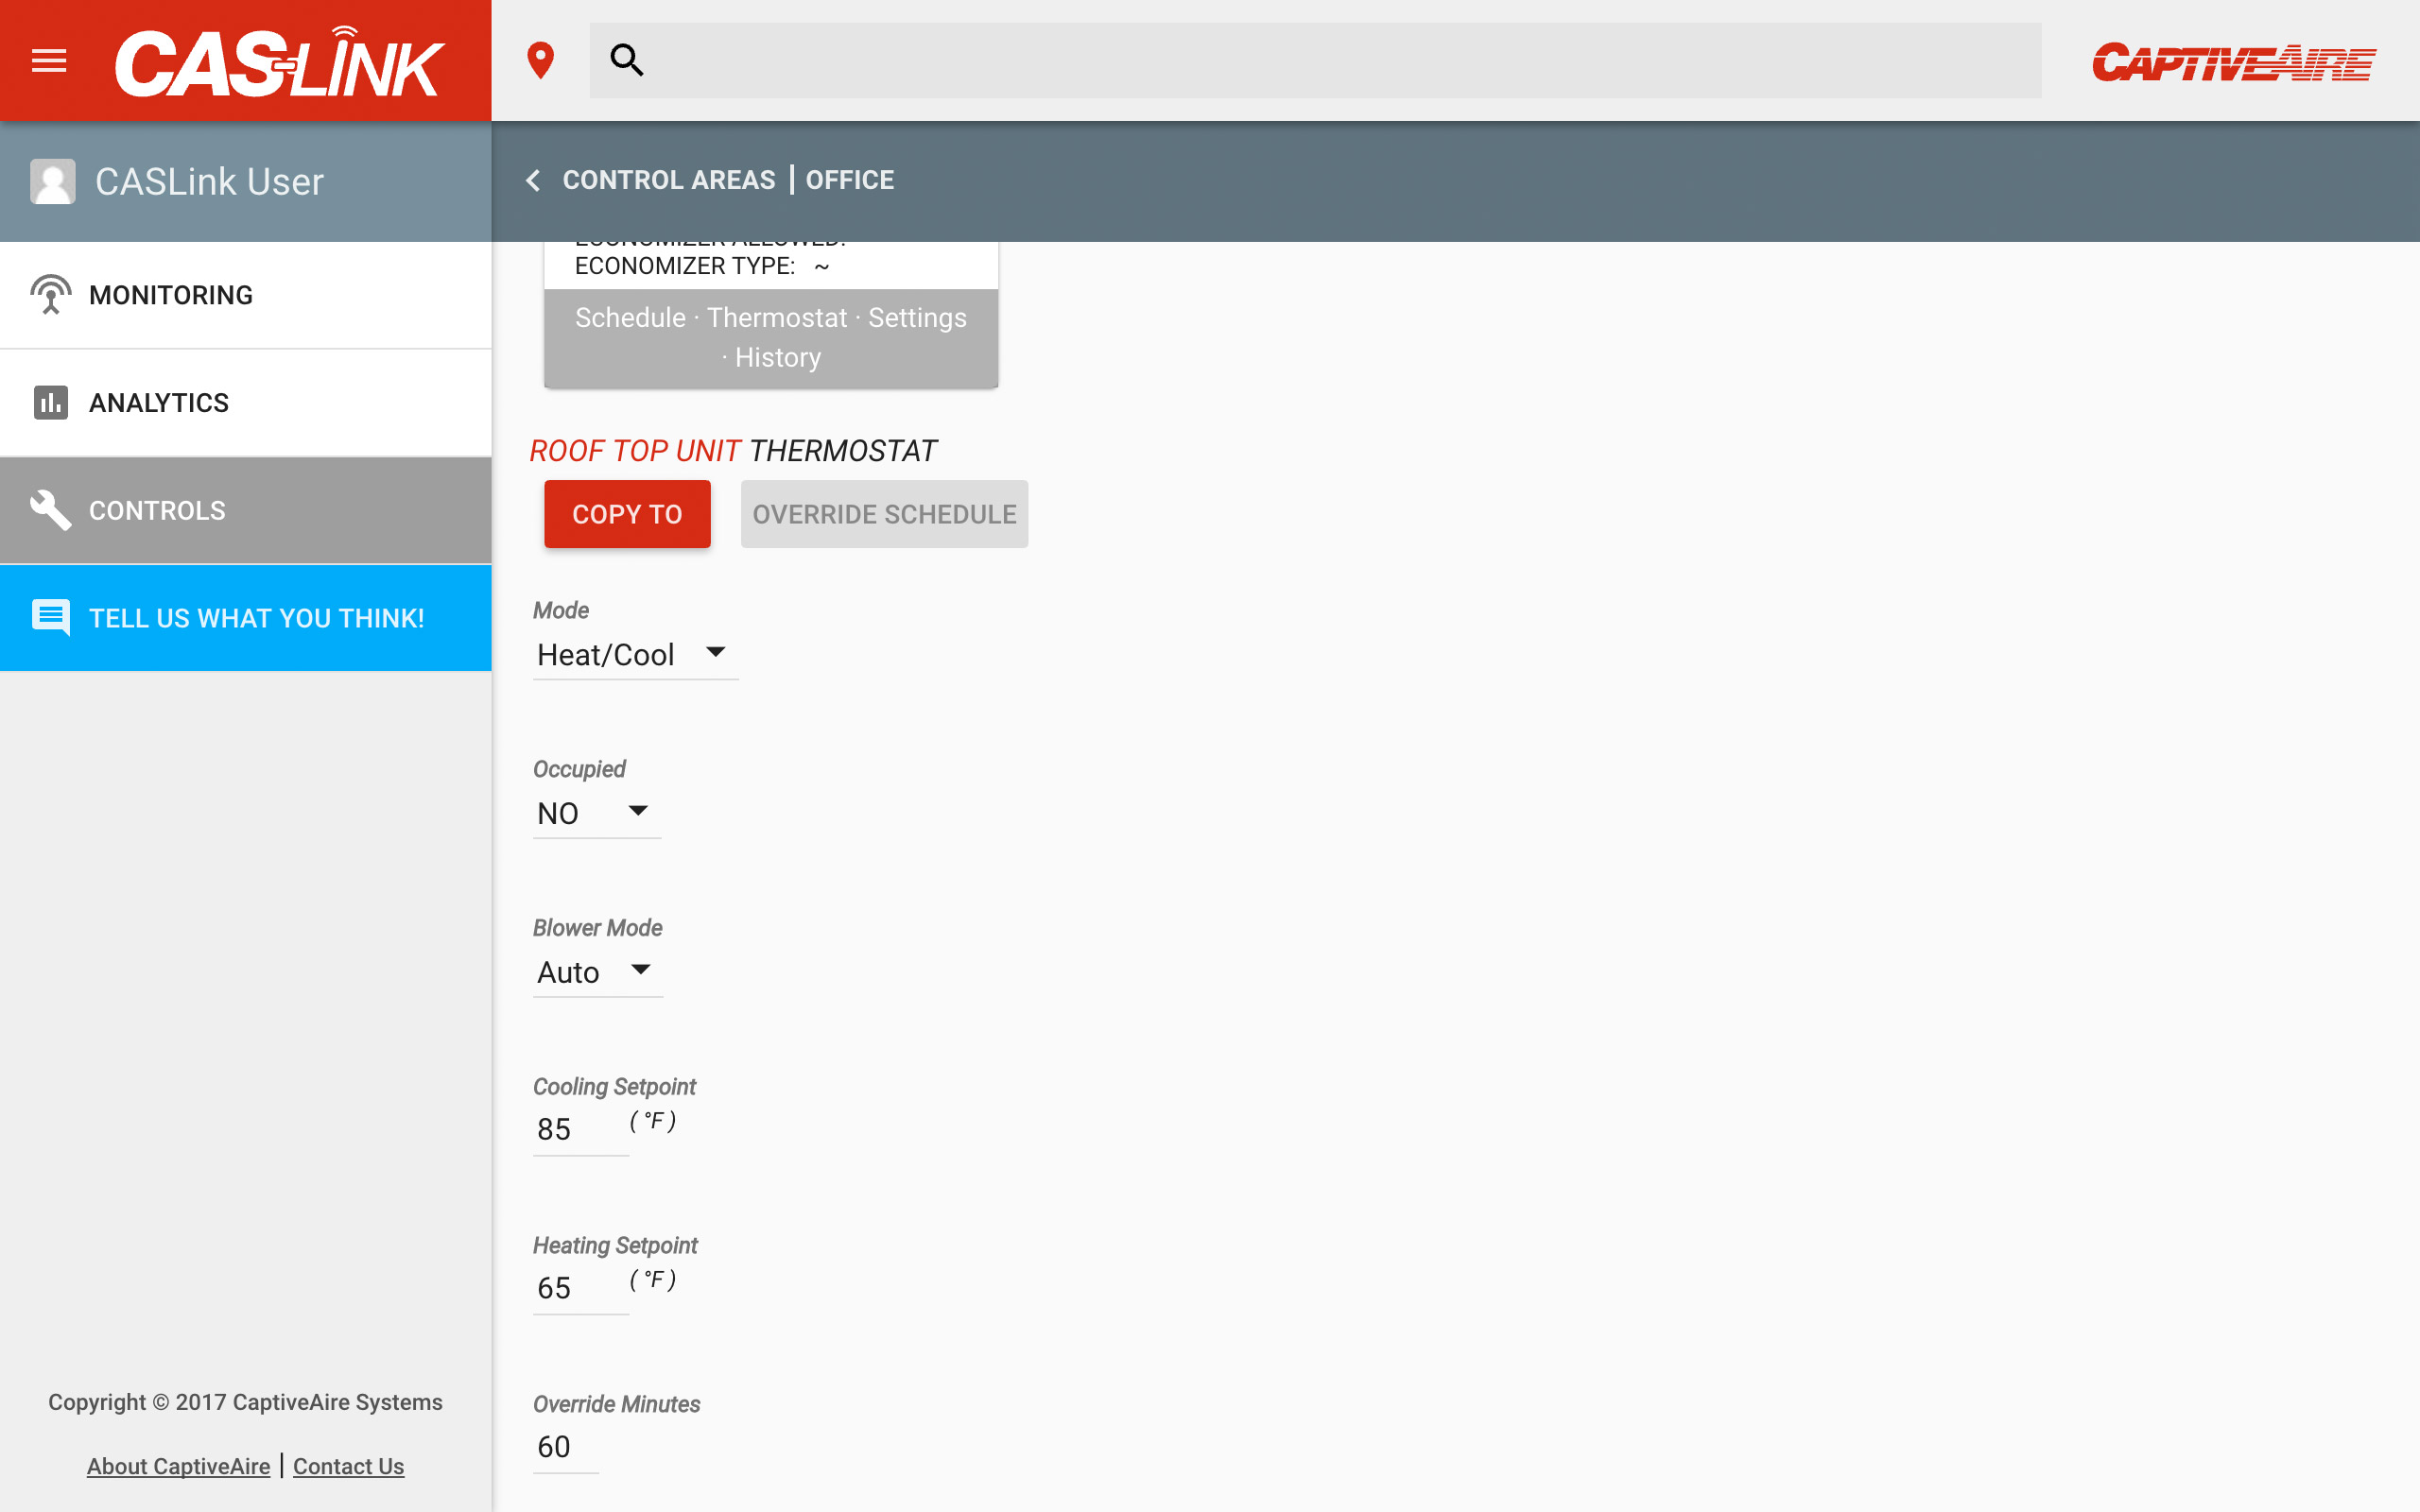 CASLINK
CAPTIVEAIRE
CASLink User
CONTROL AREAS | OFFICE
MONITORING
ANALYTICS
CONTROLS
TELL US WHAT YOU THINK!
Copyright © 2017 CaptiveAire Systems
About CaptiveAire | Contact Us
ECONOMIZER ALLOWED:
ECONOMIZER TYPE: ~
Schedule · Thermostat · Settings
· History
ROOF TOP UNIT THERMOSTAT
COPY TO
OVERRIDE SCHEDULE
Mode
Heat/Cool
Occupied
NO
Blower Mode
Auto
Cooling Setpoint
85 ( °F )
Heating Setpoint
65 ( °F )
Override Minutes
60